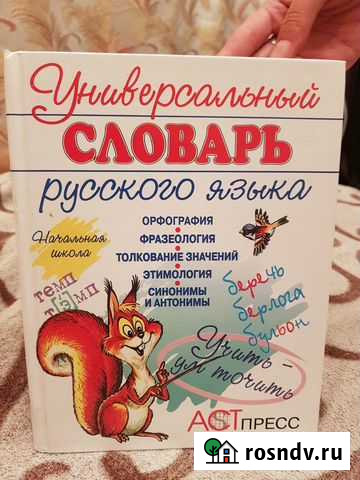 Универсальный
СЛОВАРЬ
русского языка
Начальная
школа
ОРФОГРАФИЯ
ФРАЗЕОЛОГИЯ
ТОЛКОВАНИЕ ЗНАЧЕНИЙ
ЭТИМОЛОГИЯ
СИНОНИМЫ
И АНТОНИМЫ
темп
т[э]мп
беречь
берлога
бульон
Учить –
ум точить
АСТ ПРЕСС
rosndv.ru